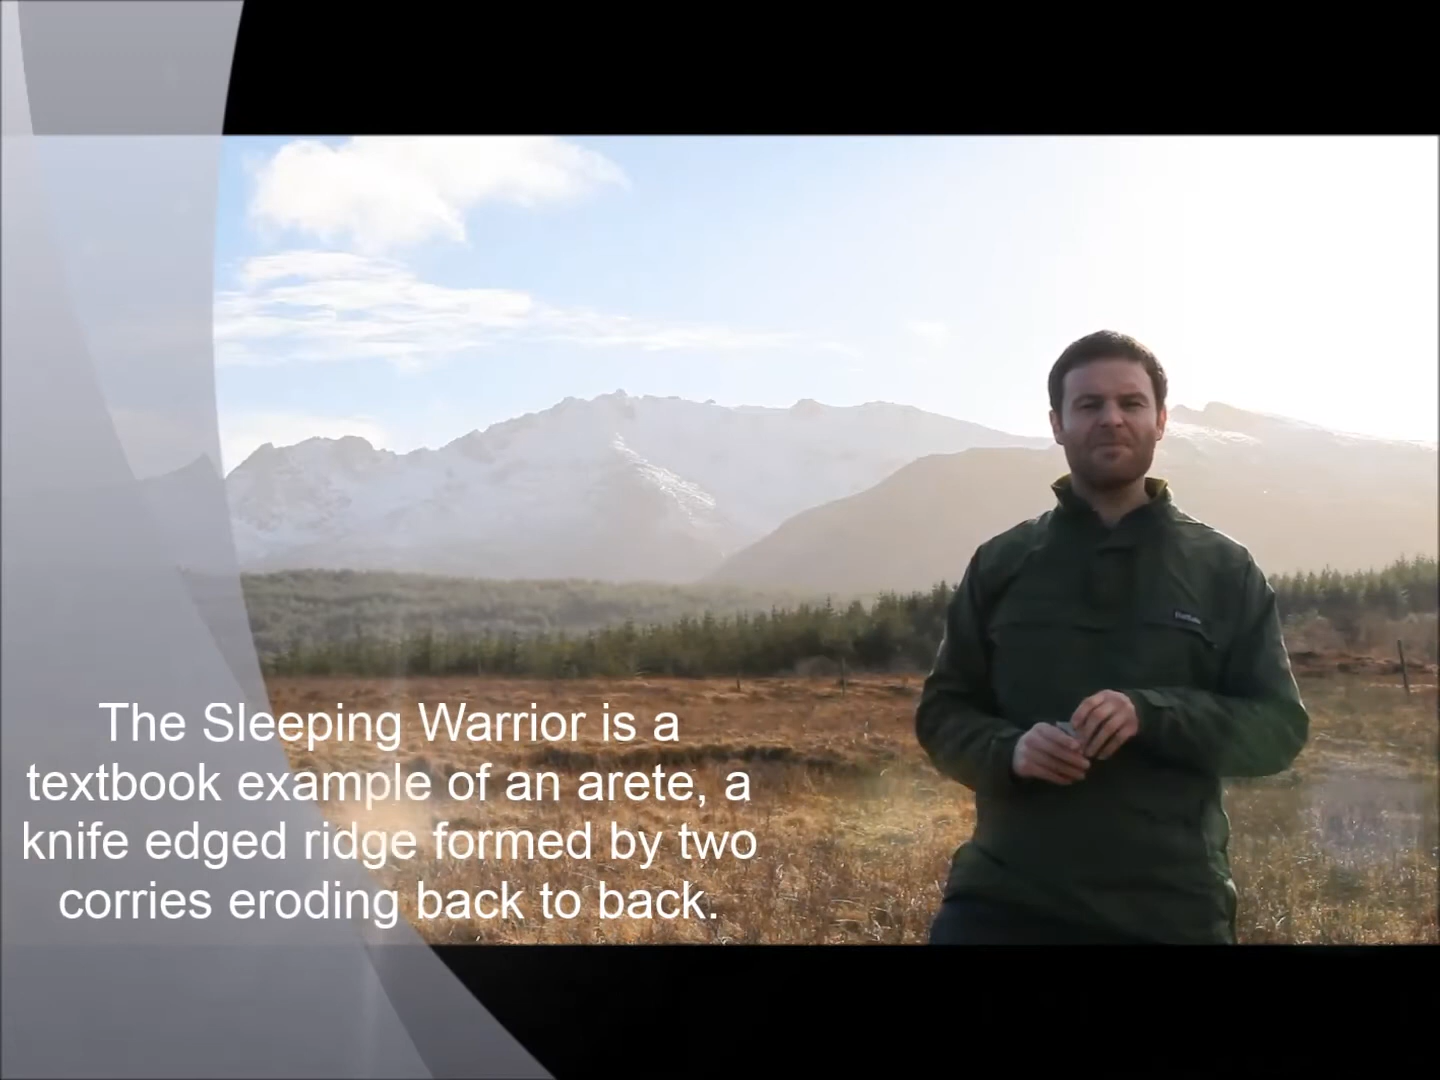 The Sleeping Warrior is a
textbook example of an arete, a
knife edged ridge formed by two
corries eroding back to back.